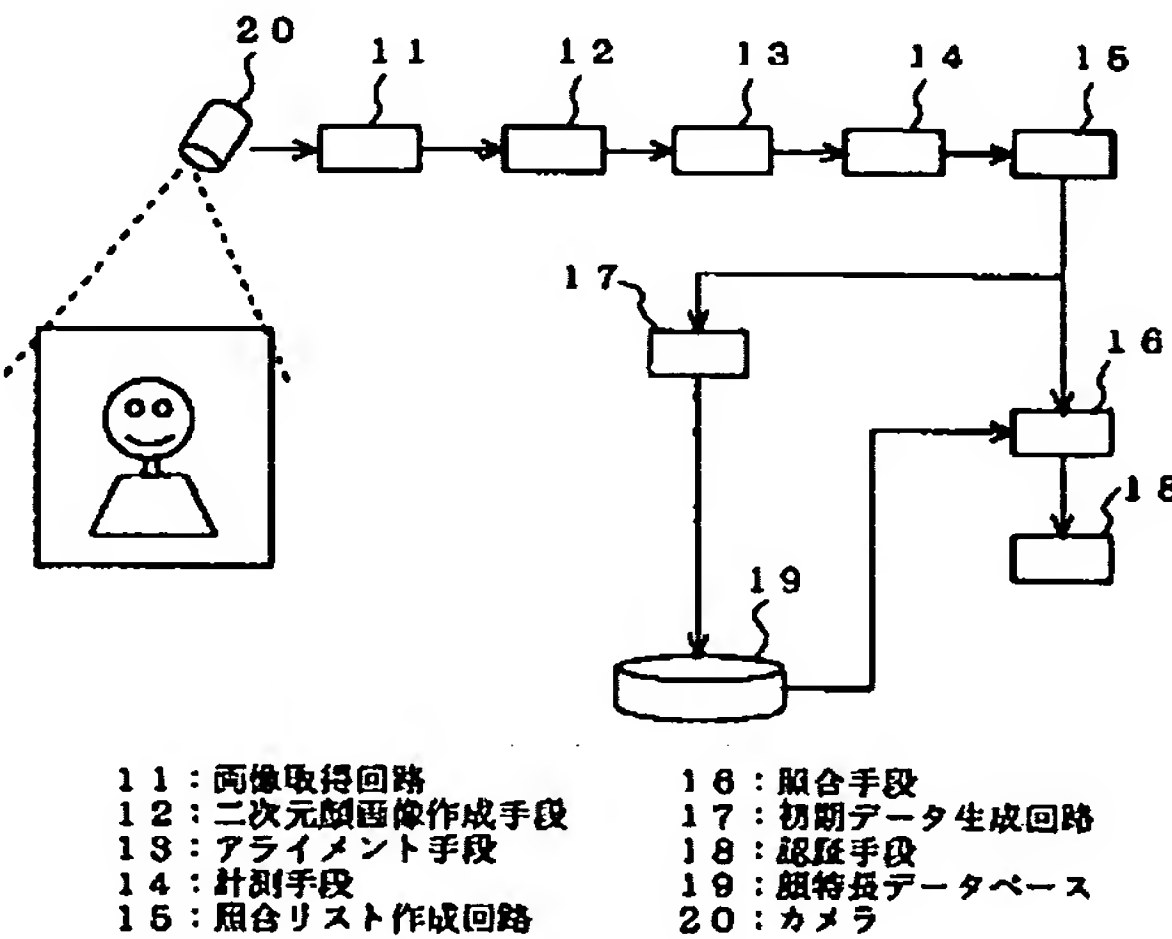 20
11
12
13
14
15
17
16
18
19
11：画像取得回路
12：二次元顔画像作成手段
13：アライメント手段
14：計測手段
15：照合リスト作成回路
16：照合手段
17：初期データ生成回路
18：認証手段
19：顔特長データベース
20：カメラ